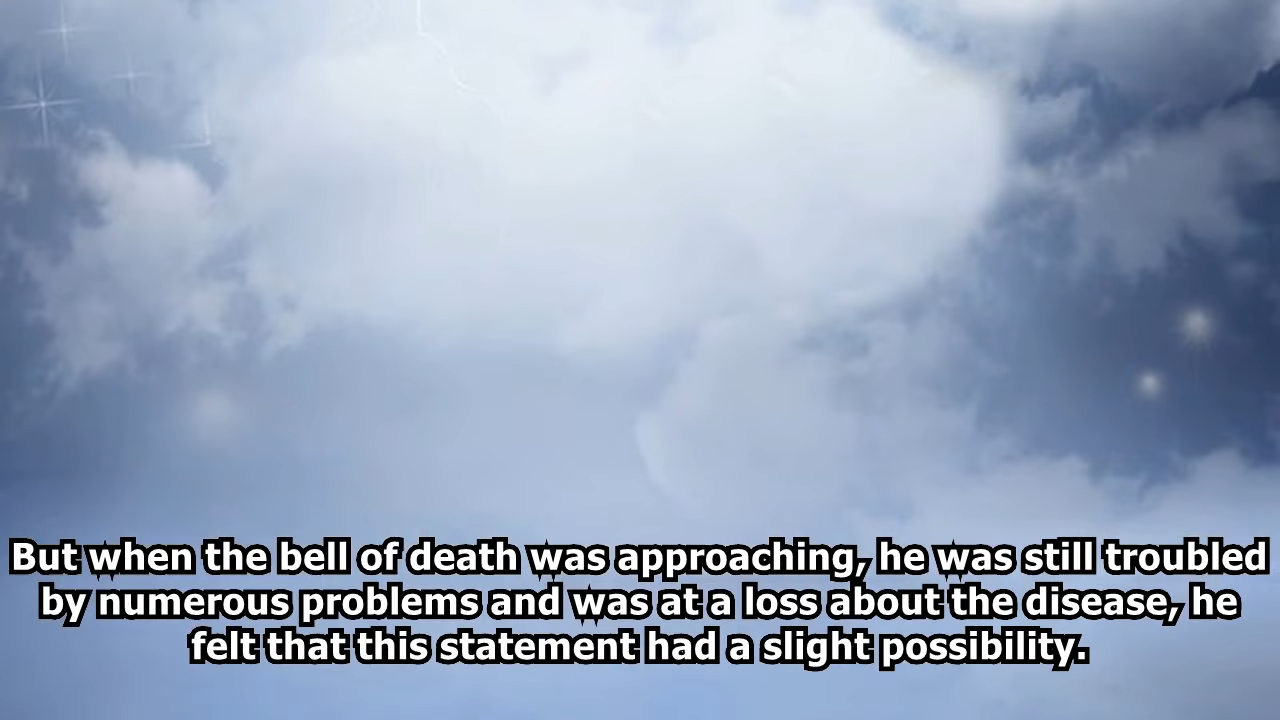 But when the bell of death was approaching, he was still troubled
by numerous problems and was at a loss about the disease, he
felt that this statement had a slight possibility.